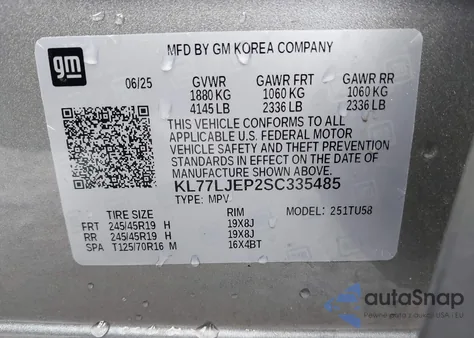 MFD BY GM KOREA COMPANY
gm
06/25 GVWR GAWR FRT GAWR RR
1880 KG 1060 KG 1060 KG
4145 LB 2336 LB 2336 LB
THIS VEHICLE CONFORMS TO ALL
APPLICABLE U.S. FEDERAL MOTOR
VEHICLE SAFETY AND THEFT PREVENTION
STANDARDS IN EFFECT ON THE DATE OF
MANUFACTURE SHOWN ABOVE.
KL77LJEP2SC335485
TYPE: MPV
TIRE SIZE RIM MODEL: 251TU58
FRT 245/45R19 H 19X8J
RR 245/45R19 H 19X8J
SPA T125/70R16 M 16X4BT
autoSnap